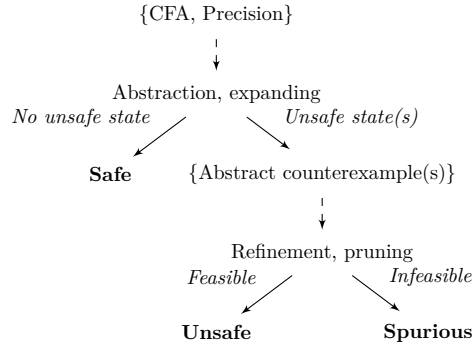 {CFA, Precision}
Abstraction, expanding
No unsafe state
Unsafe state(s)
Safe
{Abstract counterexample(s)}
Refinement, pruning
Feasible
Infeasible
Unsafe
Spurious